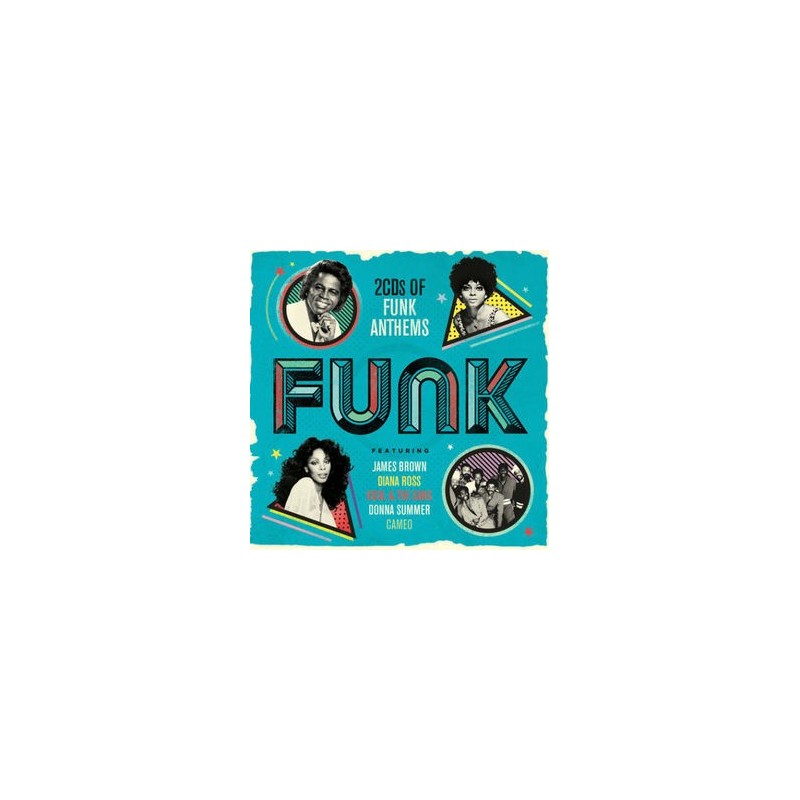 2CDS OF
FUNK
ANTHEMS
FUNK
FEATURING
JAMES BROWN
DIANA ROSS
KOOL & THE GANG
DONNA SUMMER
CAMEO